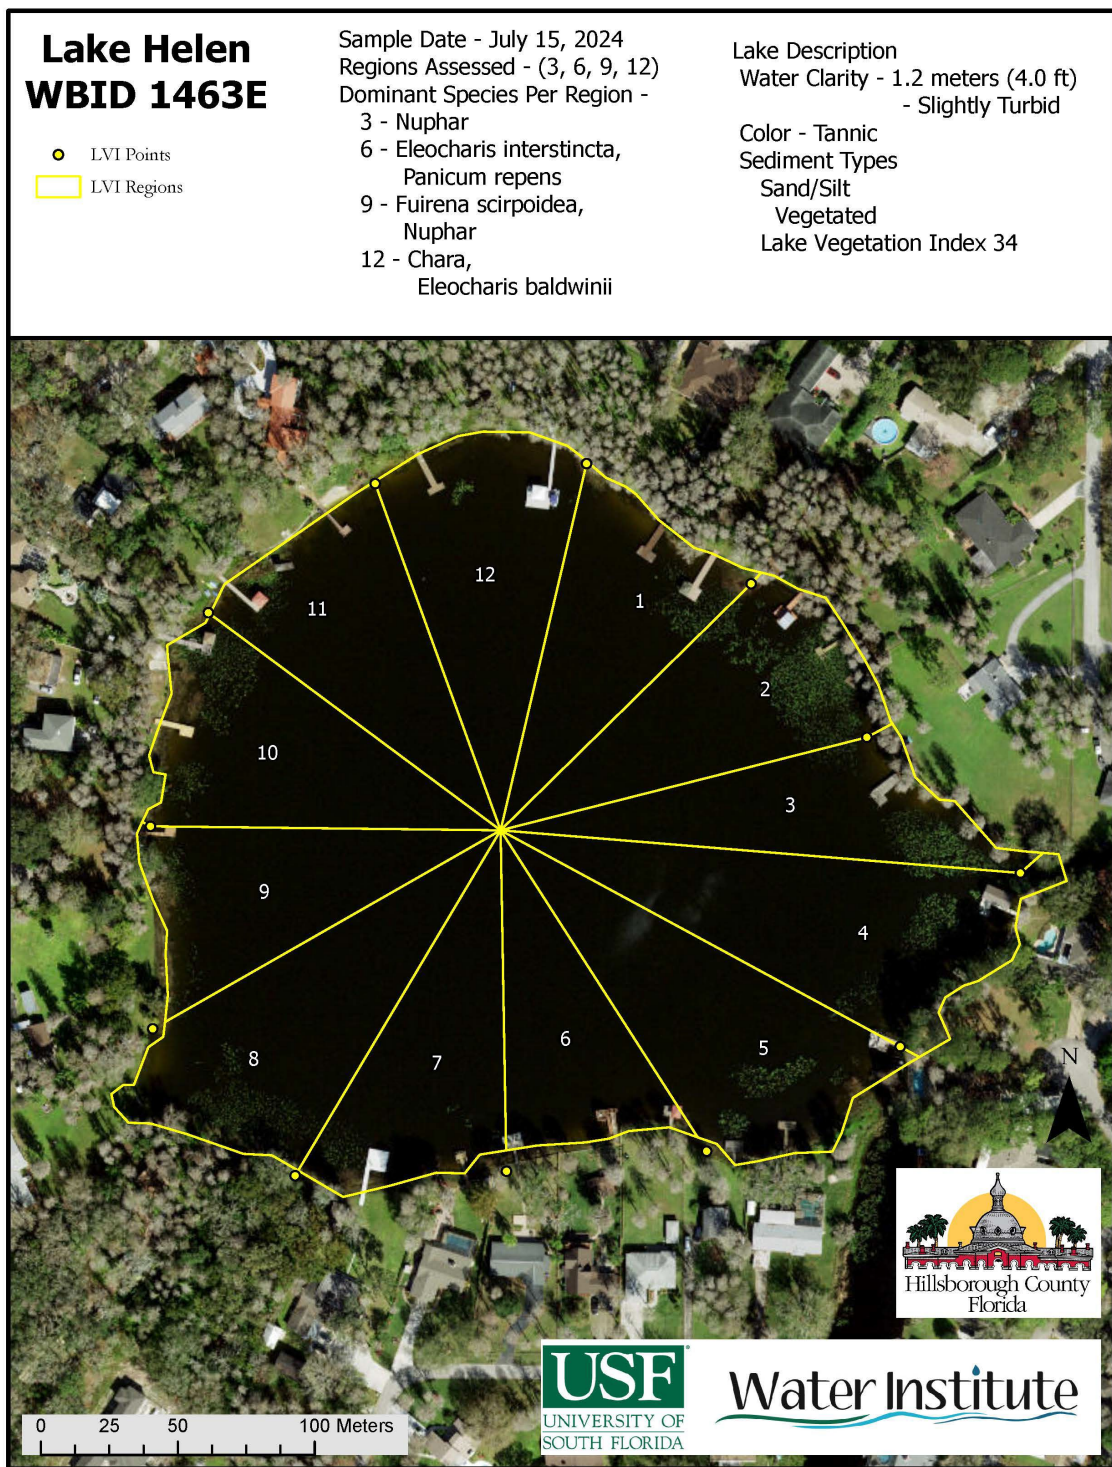 Lake Helen
WBID 1463E
LVI Points
LVI Regions
Sample Date - July 15, 2024
Regions Assessed - (3, 6, 9, 12)
Dominant Species Per Region -
3 - Nuphar
6 - Eleocharis interstincta,
Panicum repens
9 - Fuirena scirpoidea,
Nuphar
12 - Chara,
Eleocharis baldwinii
Lake Description
Water Clarity - 1.2 meters (4.0 ft)
- Slightly Turbid
Color - Tannic
Sediment Types
Sand/Silt
Vegetated
Lake Vegetation Index 34
12
1
11
2
10
3
9
4
6
5
8
7
N
Hillsborough County
Florida
USF
UNIVERSITY OF
SOUTH FLORIDA
Water Institute
0 25 50 100 Meters